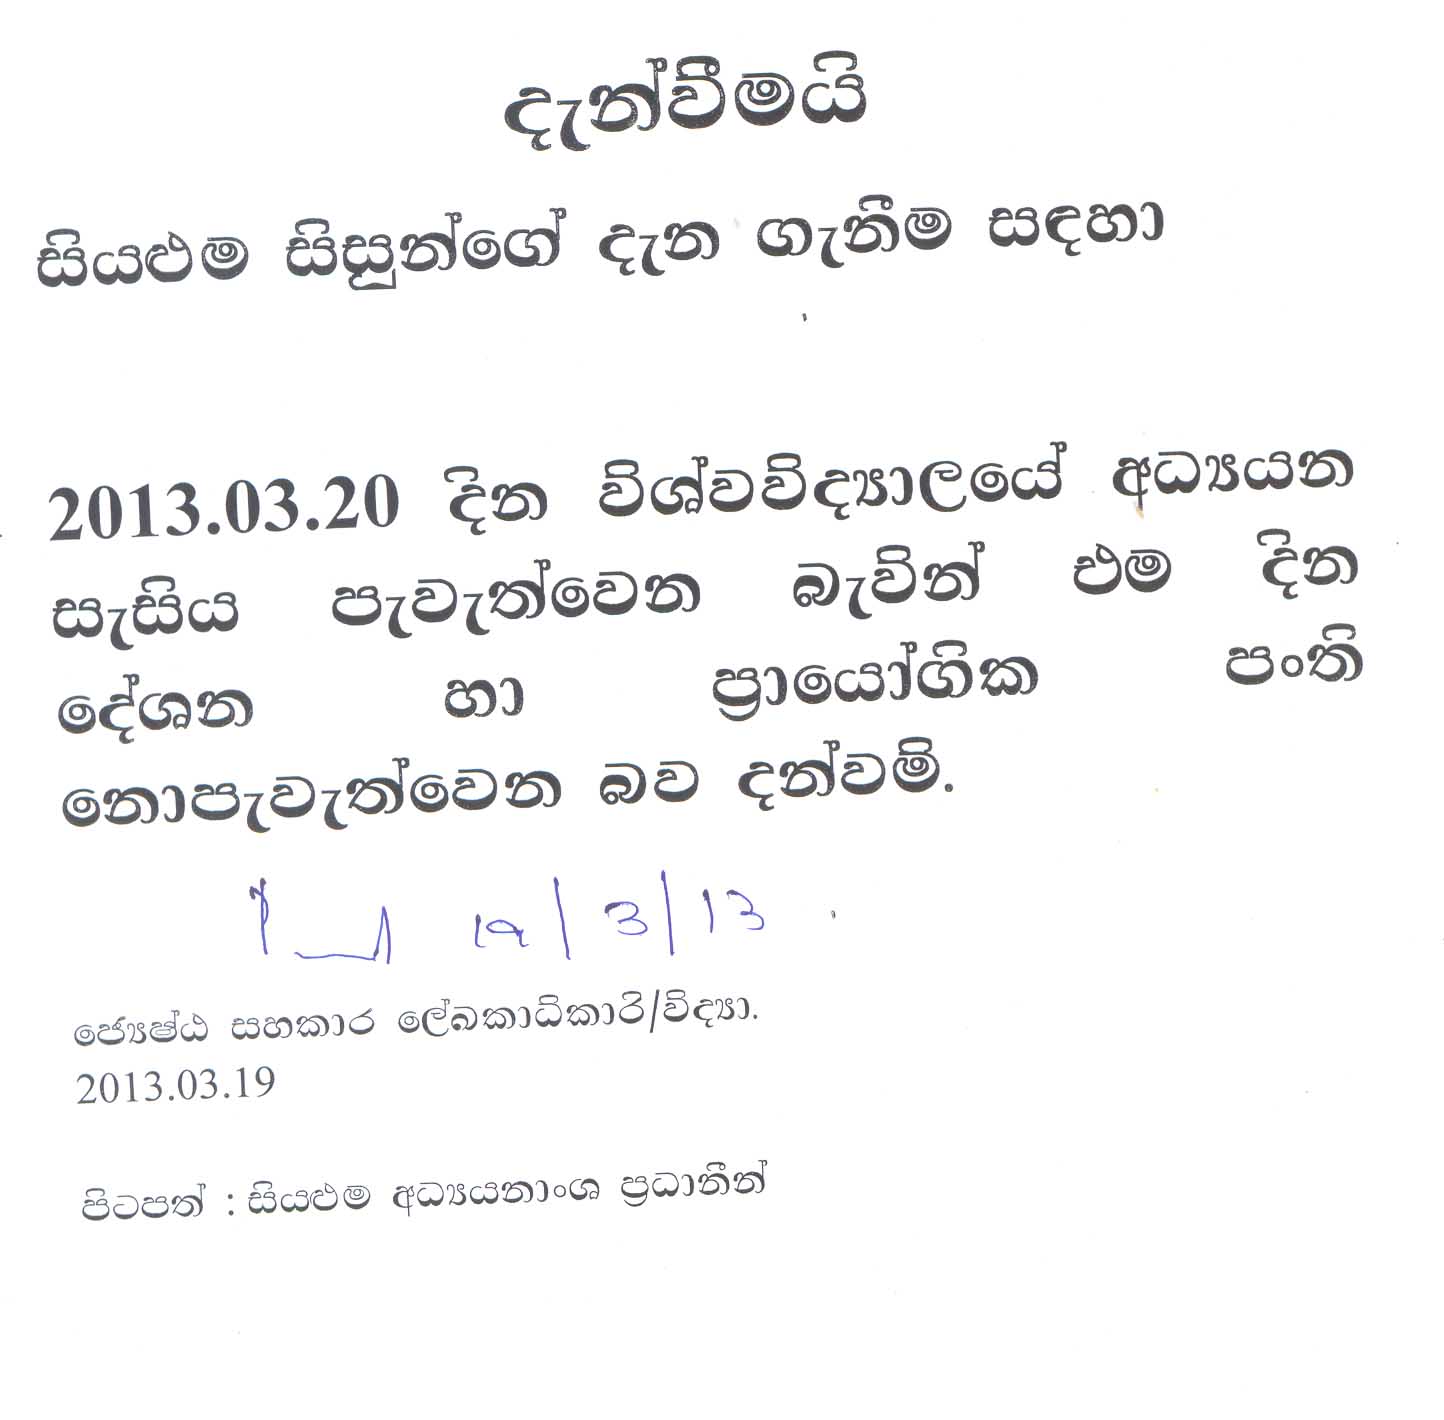 දැන්වීමයි
සියළුම සිසුන්ගේ දැන ගැනීම සඳහා
2013.03.20 දින විශ්වවිද්‍යාලයේ අධ්‍යයන
සැසිය පැවැත්වෙන බැවින් එම දින
දේශන හා ප්‍රායෝගික පංති
නොපැවැත්වෙන බව දන්වමි.
19/3/13
ජ්‍යෙෂ්ඨ සහකාර ලේඛකාධිකාරි/විද්‍යා.
2013.03.19
පිටපත් : සියළුම අධ්‍යයනාංශ ප්‍රධානීන්